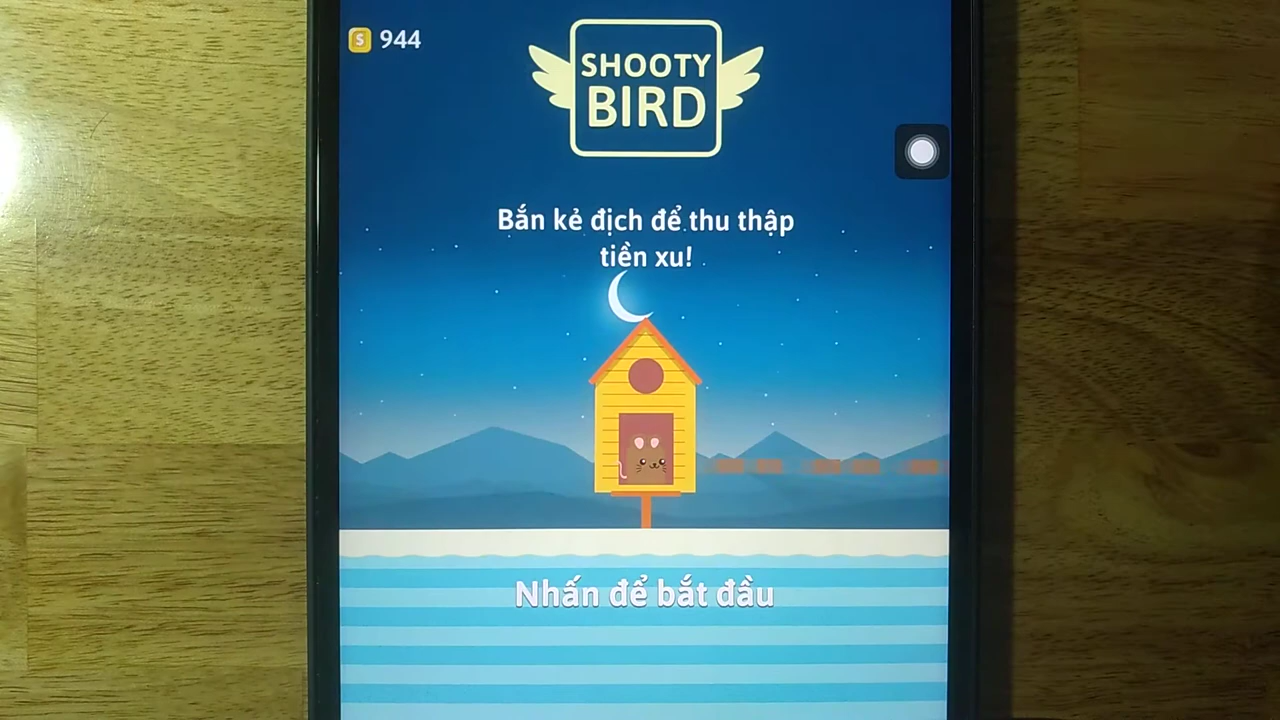 944
SHOOTY
BIRD
Bắn kẻ địch để thu thập
tiền xu!
Nhấn để bắt đầu